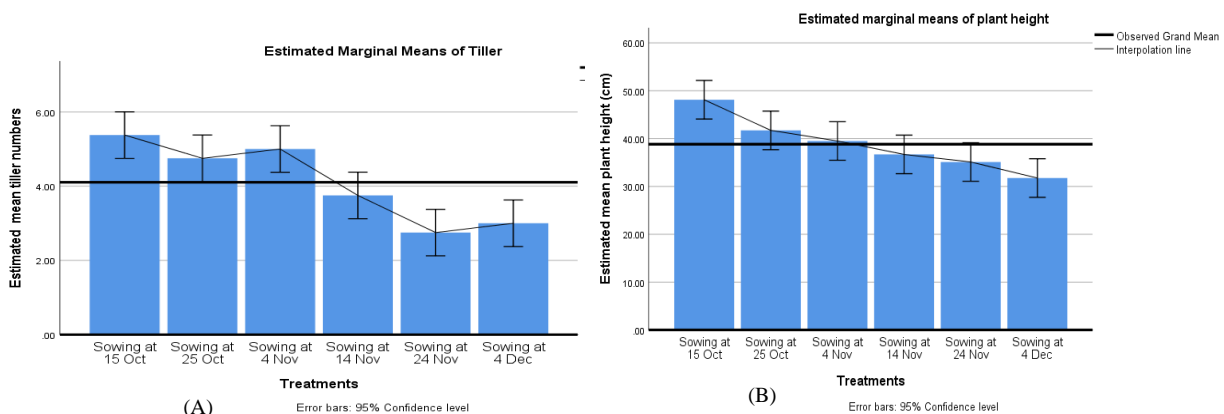 Estimated Marginal Means of Tiller
Estimated mean tiller numbers
6.00
4.00
2.00
.00
Sowing at
15 Oct
Sowing at
25 Oct
Sowing at
4 Nov
Sowing at
14 Nov
Sowing at
24 Nov
Sowing at
4 Dec
Treatments
(A)
Error bars: 95% Confidence level
Estimated marginal means of plant height
Observed Grand Mean
Interpolation line
Estimated mean plant height (cm)
60.00
50.00
40.00
30.00
20.00
10.00
.00
Sowing at
15 Oct
Sowing at
25 Oct
Sowing at
4 Nov
Sowing at
14 Nov
Sowing at
24 Nov
Sowing at
4 Dec
Treatments
(B)
Error bars: 95% Confidence level